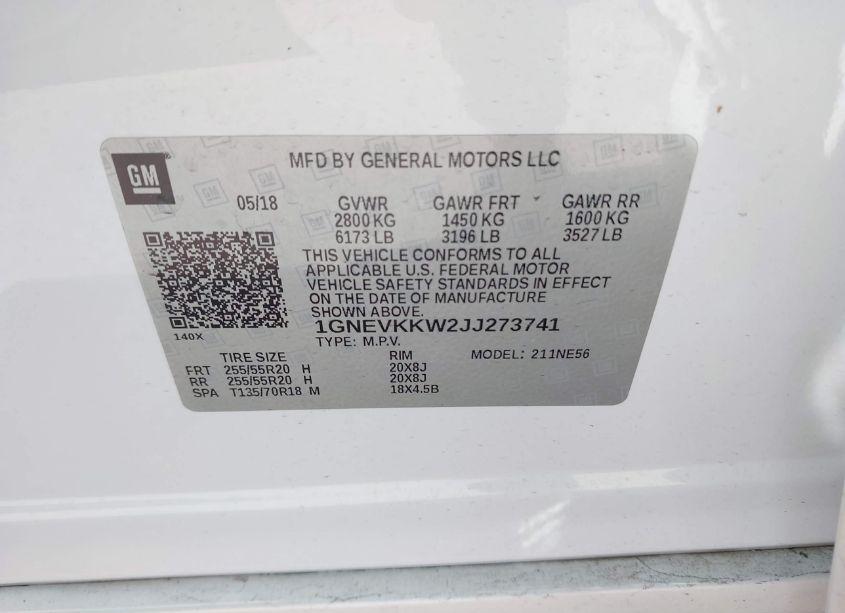 GM
MFD BY GENERAL MOTORS LLC
05/18 GVWR GAWR FRT GAWR RR
2800 KG 1450 KG 1600 KG
6173 LB 3196 LB 3527 LB
THIS VEHICLE CONFORMS TO ALL
APPLICABLE U.S. FEDERAL MOTOR
VEHICLE SAFETY STANDARDS IN EFFECT
ON THE DATE OF MANUFACTURE
SHOWN ABOVE.
1GNEVKKW2JJ273741
140X TYPE: M.P.V.
TIRE SIZE RIM MODEL: 211NE56
FRT 255/55R20 H 20X8J
RR 255/55R20 H 20X8J
SPA T135/70R18 M 18X4.5B